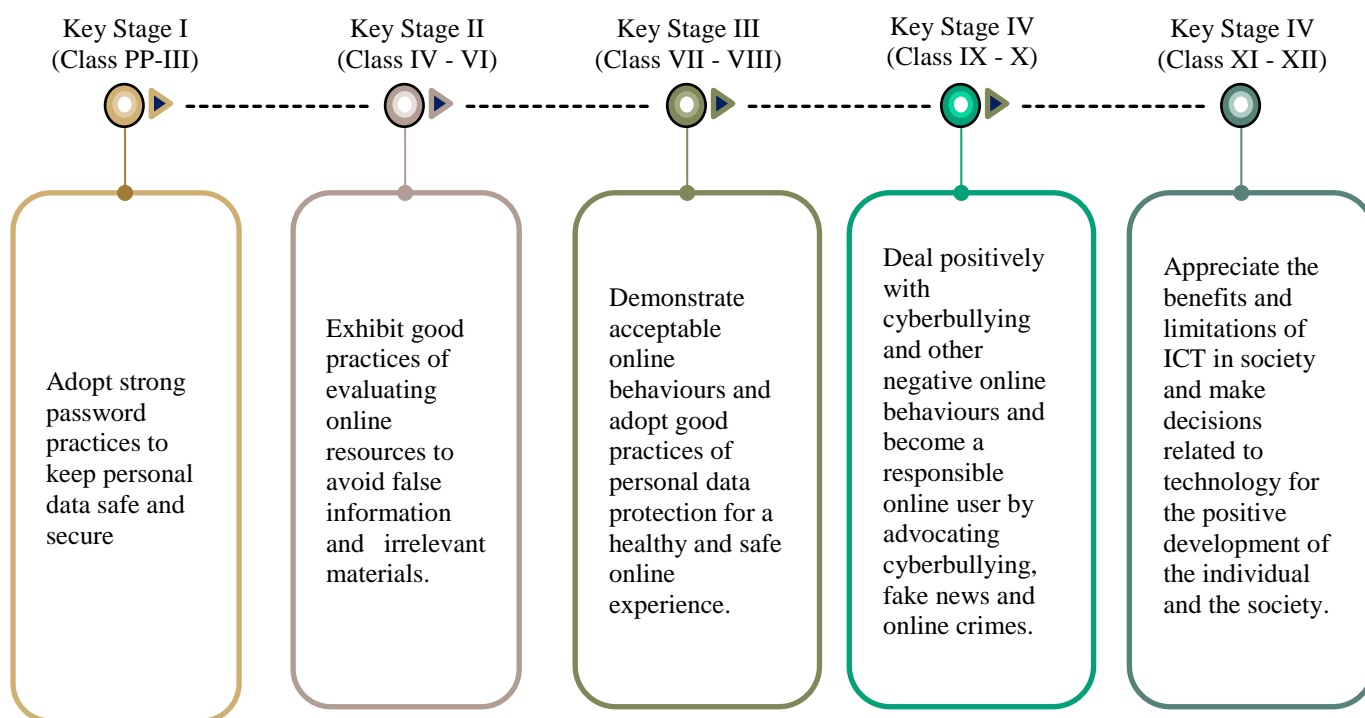 Key Stage I
(Class PP-III)
Key Stage II
(Class IV - VI)
Key Stage III
(Class VII - VIII)
Key Stage IV
(Class IX - X)
Key Stage IV
(Class XI - XII)
Adopt strong
password
practices to
keep personal
data safe and
secure
Exhibit good
practices of
evaluating
online
resources to
avoid false
information
and irrelevant
materials.
Demonstrate
acceptable
online
behaviours and
adopt good
practices of
personal data
protection for a
healthy and safe
online
experience.
Deal positively
with
cyberbullying
and other
negative online
behaviours and
become a
responsible
online user by
advocating
cyberbullying,
fake news and
online crimes.
Appreciate the
benefits and
limitations of
ICT in society
and make
decisions
related to
technology for
the positive
development of
the individual
and the society.